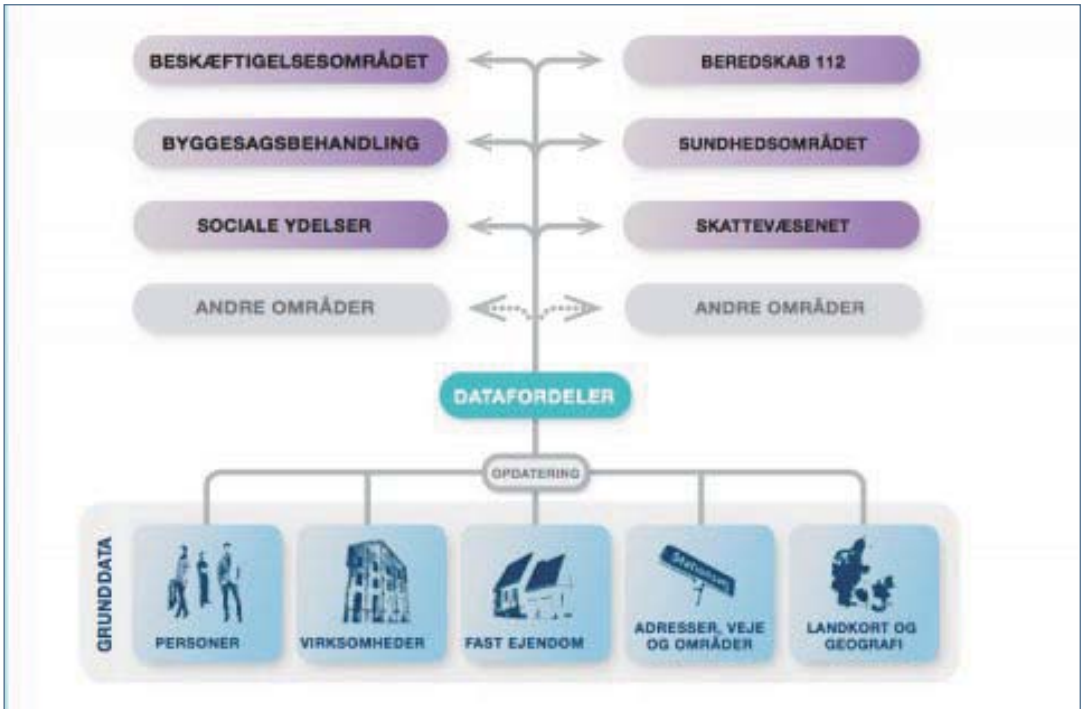 BESKÆFTIGELSESOMRÅDET
BEREDSKAB 112
BYGGESAGSBEHANDLING
SUNDHEDSOMRÅDET
SOCIALE YDELSER
SKATTEVÆSENET
ANDRE OMRÅDER
ANDRE OMRÅDER
DATAFORDELER
OPDATERING
GRUNDDATA
PERSONER
VIRKSOMHEDER
FAST EJENDOM
ADRESSER, VEJE
OG OMRÅDER
LANDKORT OG
GEOGRAFI